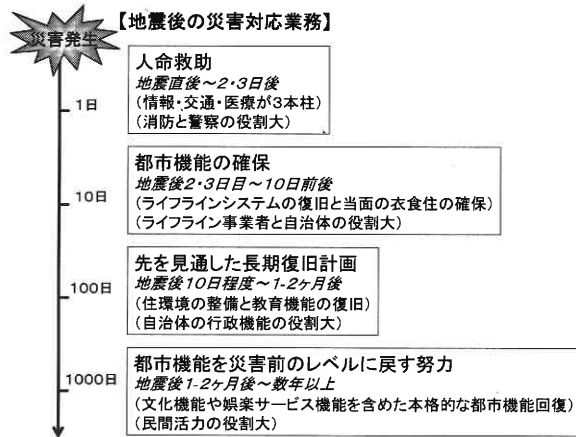 【地震後の災害対応業務】
災害発生
人命救助
地震直後～2・3日後
（情報・交通・医療が３本柱）
（消防と警察の役割大）
1日
都市機能の確保
地震後2・3日目～10日前後
（ライフラインシステムの復旧と当面の衣食住の確保）
（ライフライン事業者と自治体の役割大）
10日
先を見通した長期復旧計画
地震後10日程度～1-2ヶ月後
（住環境の整備と教育機能の復旧）
（自治体の行政機能の役割大）
100日
都市機能を災害前のレベルに戻す努力
地震後1-2ヶ月後～数年以上
（文化機能や娯楽サービス機能を含めた本格的な都市機能回復）
（民間活力の役割大）
1000日